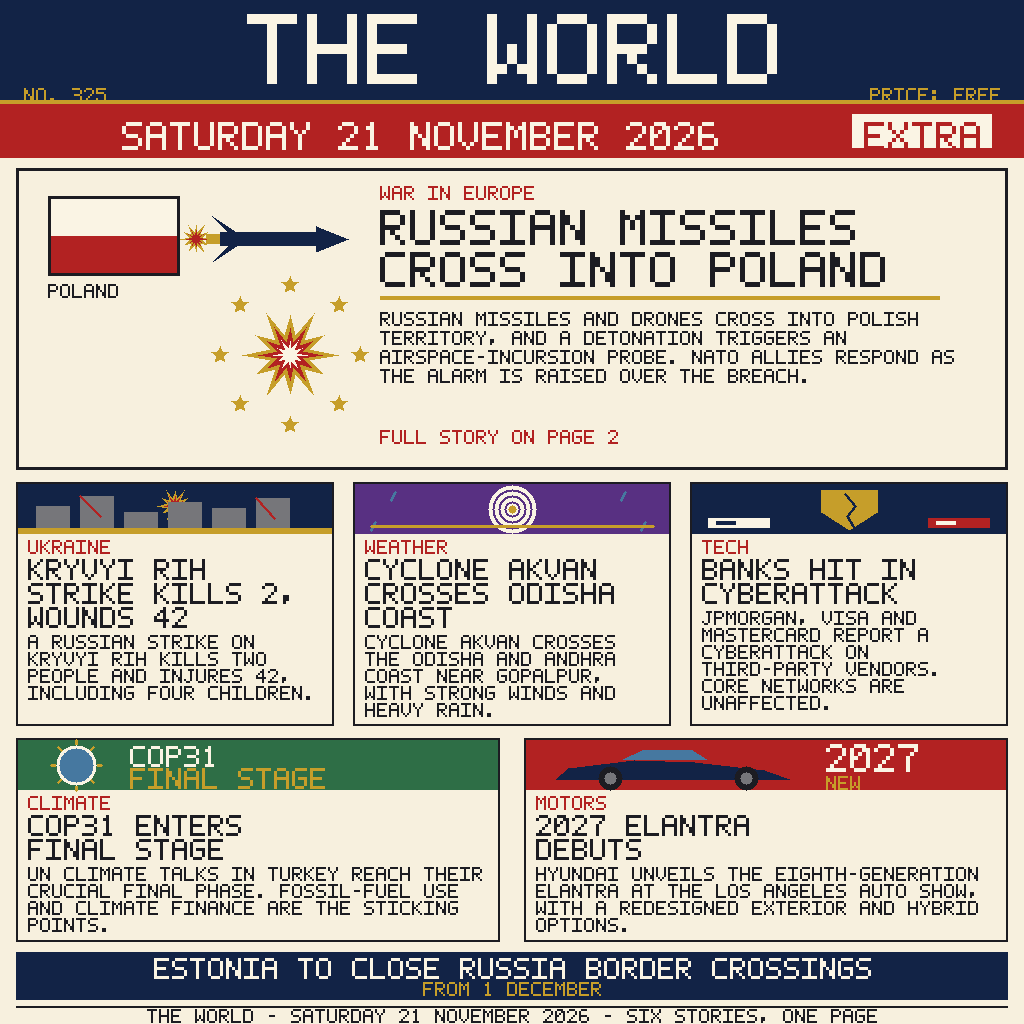 THE WORLD
NO. 325
PRICE: FREE
SATURDAY 21 NOVEMBER 2026
EXTRA
POLAND
WAR IN EUROPE
RUSSIAN MISSILES
CROSS INTO POLAND
RUSSIAN MISSILES AND DRONES CROSS INTO POLISH
TERRITORY, AND A DETONATION TRIGGERS AN
AIRSPACE-INCURSION PROBE. NATO ALLIES RESPOND AS
THE ALARM IS RAISED OVER THE BREACH.
FULL STORY ON PAGE 2
UKRAINE
KRYVYI RIH
STRIKE KILLS 2,
WOUNDS 42
A RUSSIAN STRIKE ON
KRYVYI RIH KILLS TWO
PEOPLE AND INJURES 42,
INCLUDING FOUR CHILDREN.
WEATHER
CYCLONE AKVAN
CROSSES ODISHA
COAST
CYCLONE AKVAN CROSSES
THE ODISHA AND ANDHRA
COAST NEAR GOPALPUR,
WITH STRONG WINDS AND
HEAVY RAIN.
TECH
BANKS HIT IN
CYBERATTACK
JPMORGAN, VISA AND
MASTERCARD REPORT A
CYBERATTACK ON
THIRD-PARTY VENDORS.
CORE NETWORKS ARE
UNAFFECTED.
COP31
FINAL STAGE
CLIMATE
COP31 ENTERS
FINAL STAGE
UN CLIMATE TALKS IN TURKEY REACH THEIR
CRUCIAL FINAL PHASE. FOSSIL-FUEL USE
AND CLIMATE FINANCE ARE THE STICKING
POINTS.
2027
NEW
MOTORS
2027 ELANTRA
DEBUTS
HYUNDAI UNVEILS THE EIGHTH-GENERATION
ELANTRA AT THE LOS ANGELES AUTO SHOW,
WITH A REDESIGNED EXTERIOR AND HYBRID
OPTIONS.
ESTONIA TO CLOSE RUSSIA BORDER CROSSINGS
FROM 1 DECEMBER
THE WORLD - SATURDAY 21 NOVEMBER 2026 - SIX STORIES, ONE PAGE